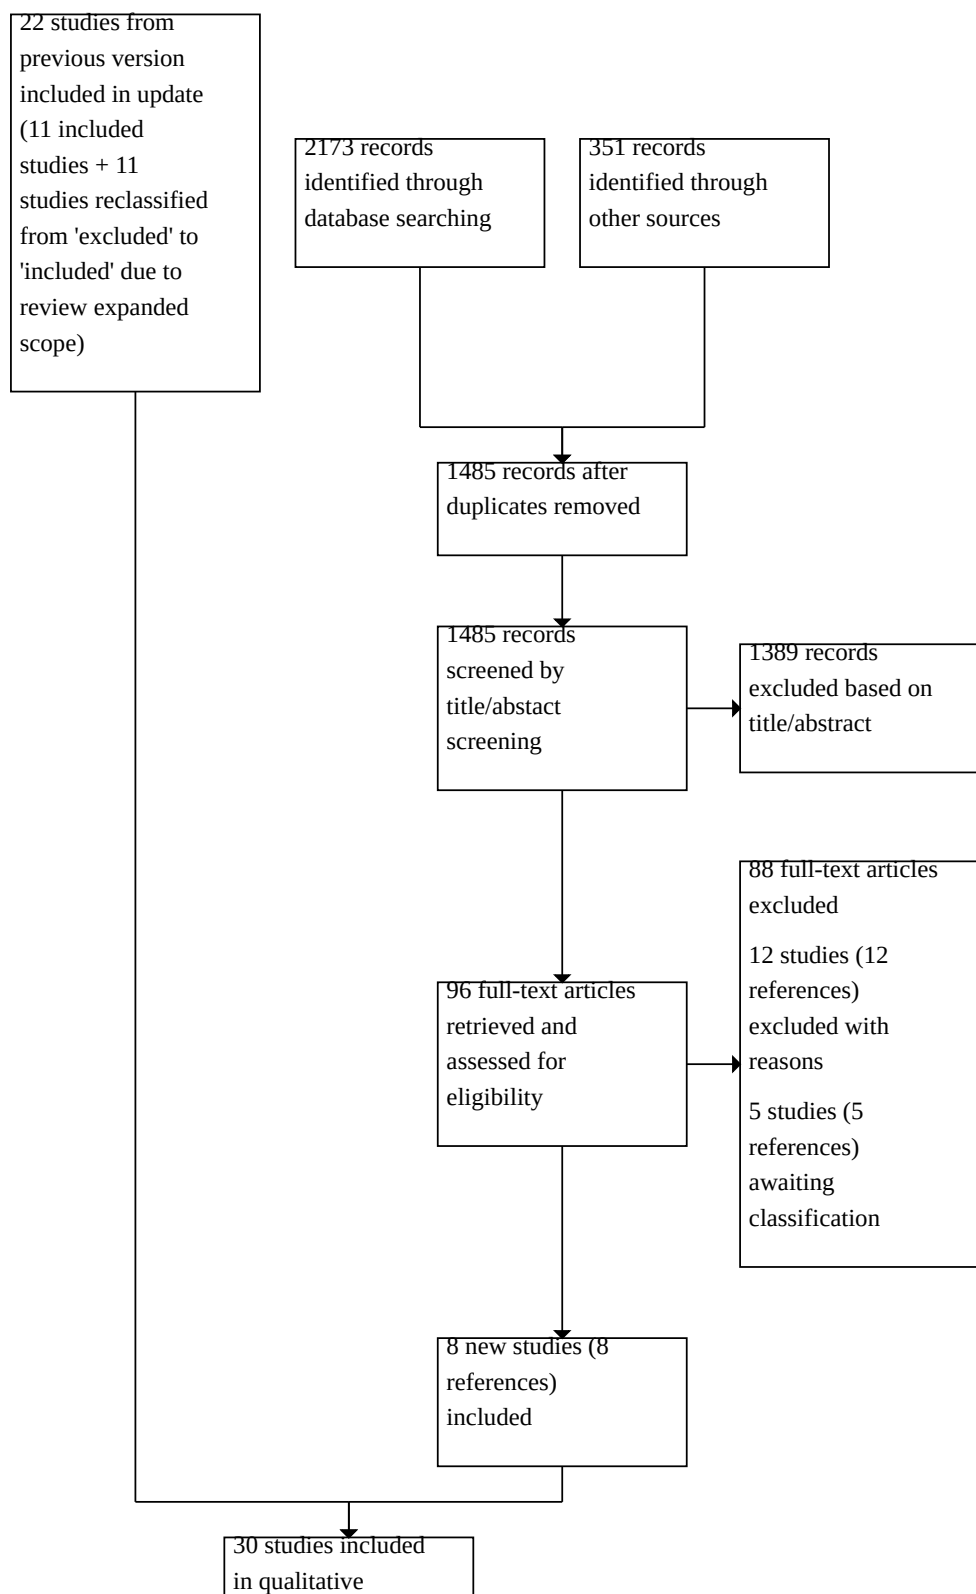 22 studies from
previous version
included in update
(11 included
studies + 11
studies reclassified
from 'excluded' to
'included' due to
review expanded
scope)
2173 records
identified through
database searching
351 records
identified through
other sources
1485 records after
duplicates removed
1485 records
screened by
title/abstact
screening
1389 records
excluded based on
title/abstract
96 full-text articles
retrieved and
assessed for
eligibility
88 full-text articles
excluded
12 studies (12
references)
excluded with
reasons
5 studies (5
references)
awaiting
classification
8 new studies (8
references)
included
30 studies included
in qualitative